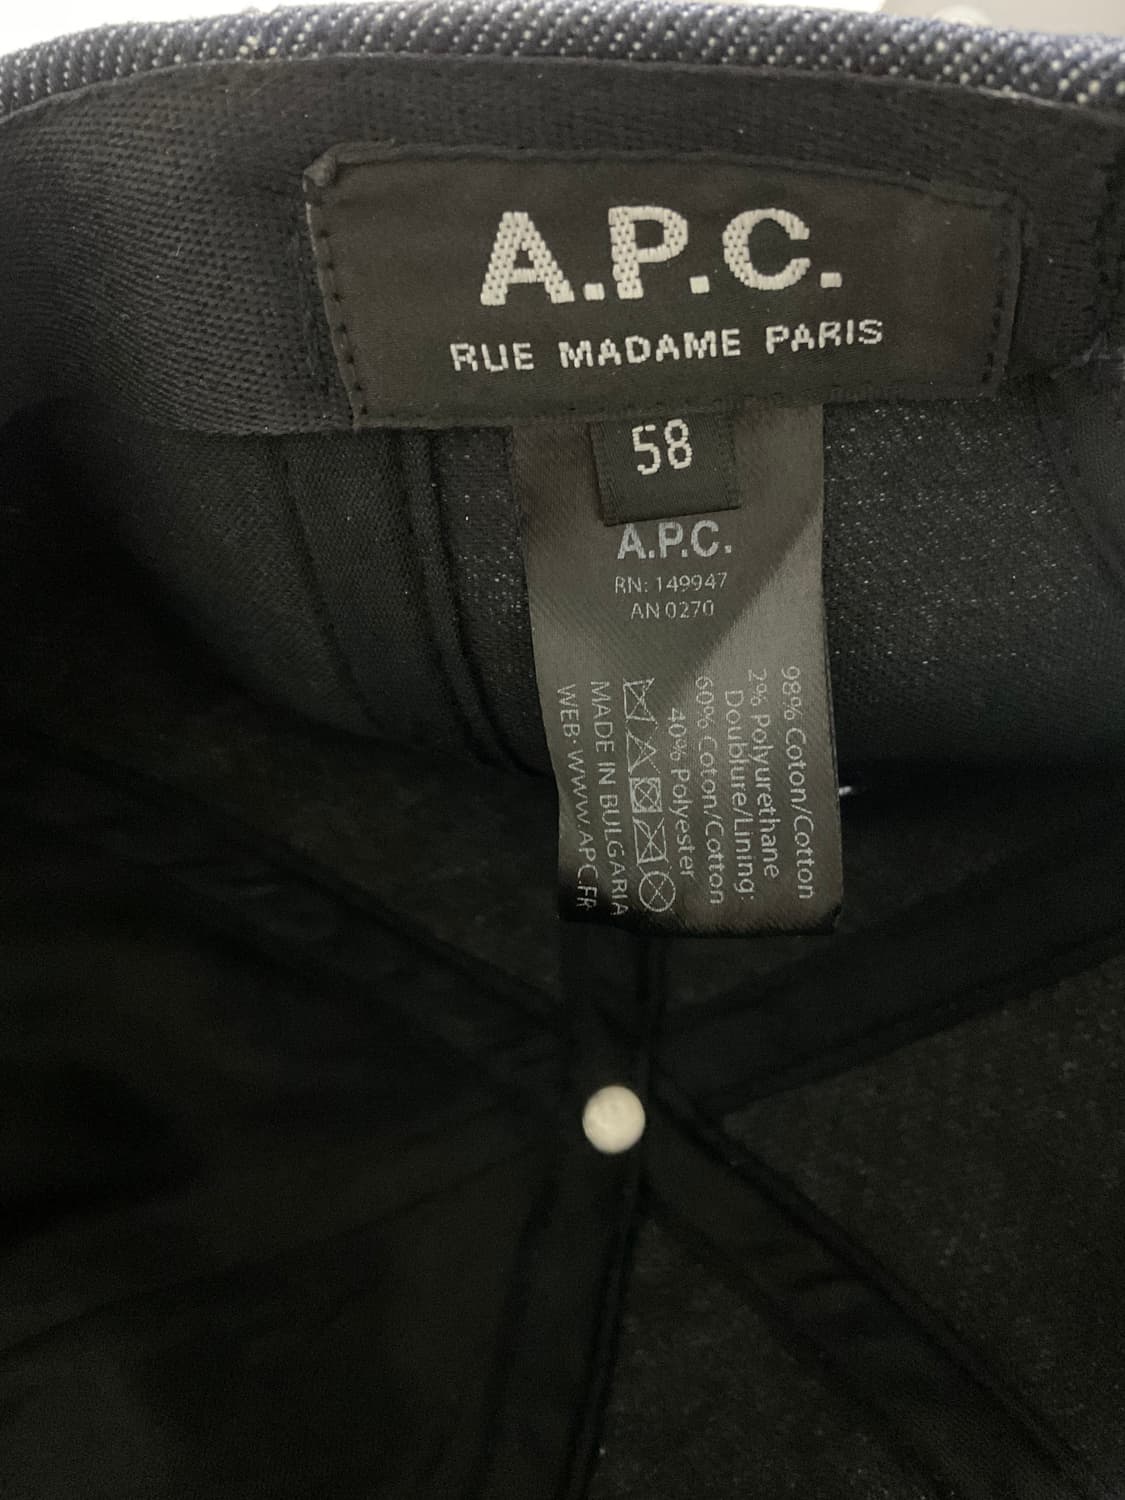 A.P.C.
RUE MADAME PARIS
58
A.P.C.
RN: 149947
AN 0270
98% Coton/Cotton
2% Polyurethane
Doublure/Lining:
60% Coton/Cotton
40% Polyester
MADE IN BULGARIA
WEB: WWW.APC.FR